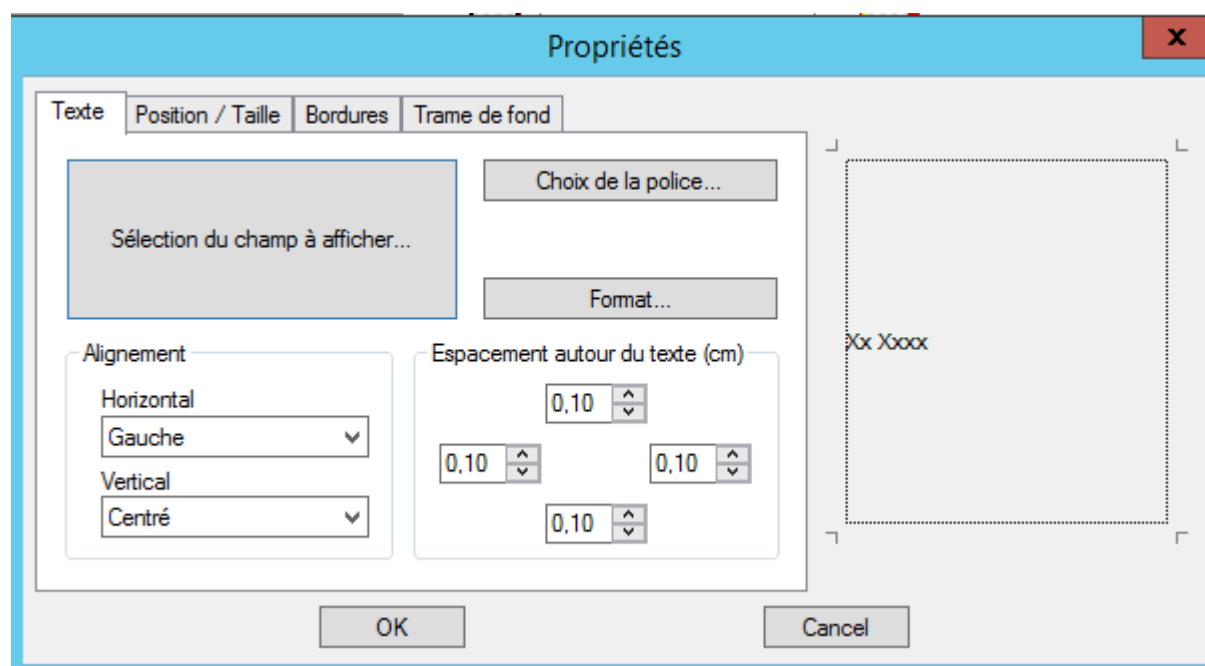 Propriétés
x
Texte
Position / Taille
Bordures
Trame de fond
Sélection du champ à afficher...
Choix de la police...
Format...
Alignement
Horizontal
Gauche
Vertical
Centré
Espacement autour du texte (cm)
0,10
0,10
0,10
0,10
Xx Xxxx
OK
Cancel